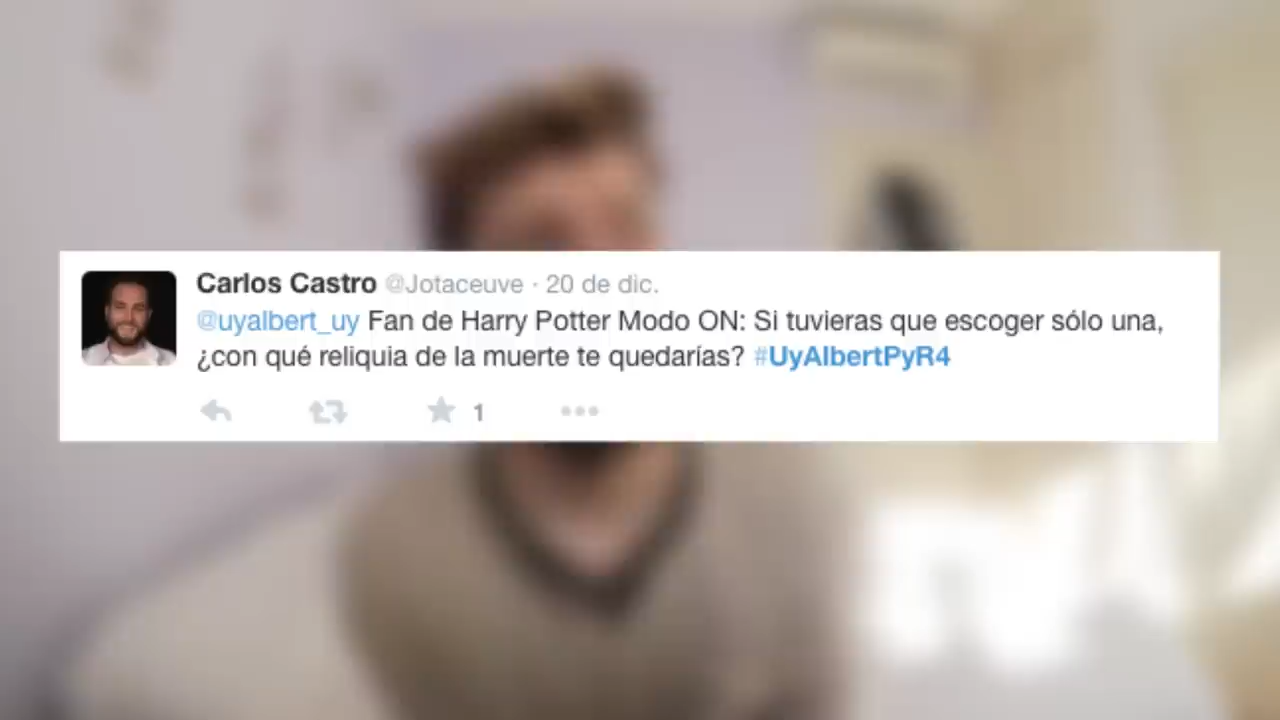 Carlos Castro @Jotaceuve · 20 de dic.
@uyalbert_uy Fan de Harry Potter Modo ON: Si tuvieras que escoger sólo una,
¿con qué reliquia de la muerte te quedarías? #UyAlbertPyR4
1